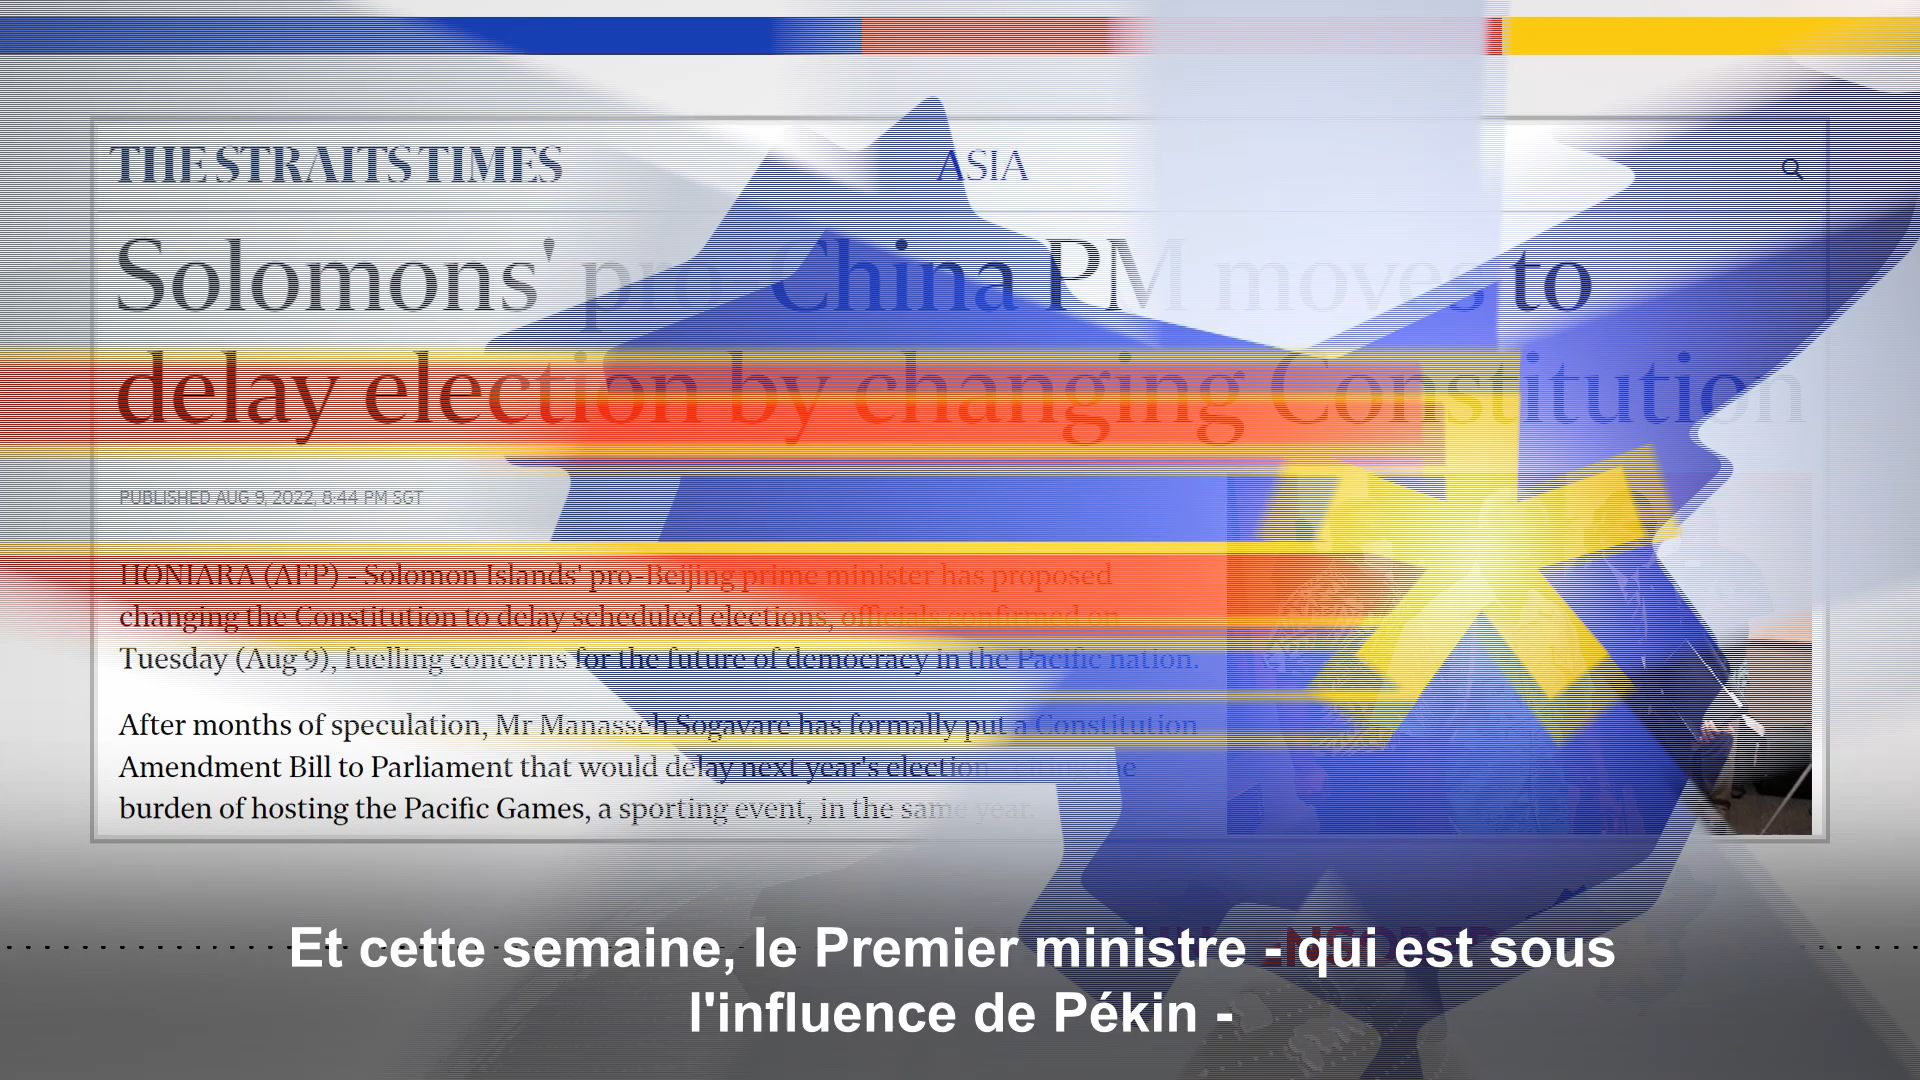 THE STRAITS TIMES
ASIA
Solomons' pro-China PM moves to
delay election by changing Constitution
PUBLISHED AUG 9, 2022, 8:44 PM SGT
HONIARA (AFP) - Solomon Islands' pro-Beijing prime minister has proposed
changing the Constitution to delay scheduled elections, officials confirmed on
Tuesday (Aug 9), fuelling concerns for the future of democracy in the Pacific nation.
After months of speculation, Mr Manasseh Sogavare has formally put a Constitution
Amendment Bill to Parliament that would delay next year's election citing the
burden of hosting the Pacific Games, a sporting event, in the same year.
Et cette semaine, le Premier ministre - qui est sous
l'influence de Pékin -